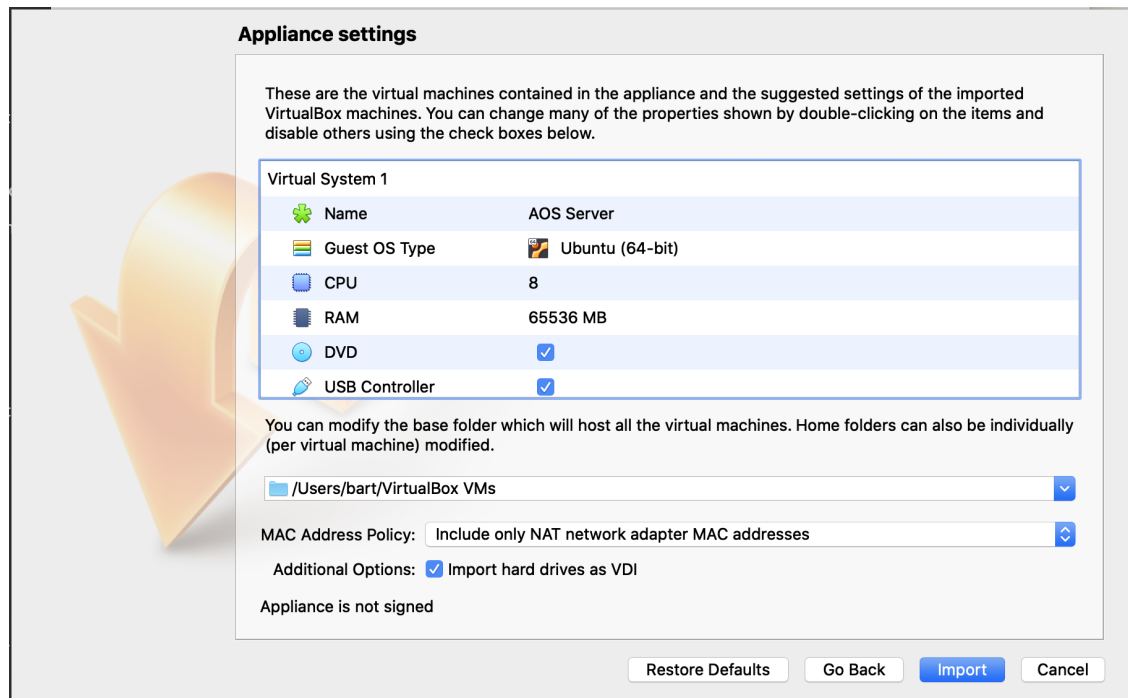 Appliance settings
These are the virtual machines contained in the appliance and the suggested settings of the imported
VirtualBox machines. You can change many of the properties shown by double-clicking on the items and
disable others using the check boxes below.
Virtual System 1
Name AOS Server
Guest OS Type Ubuntu (64-bit)
CPU 8
RAM 65536 MB
DVD
USB Controller
You can modify the base folder which will host all the virtual machines. Home folders can also be individually
(per virtual machine) modified.
/Users/bart/VirtualBox VMs
MAC Address Policy: Include only NAT network adapter MAC addresses
Additional Options: Import hard drives as VDI
Appliance is not signed
Restore Defaults Go Back Import Cancel